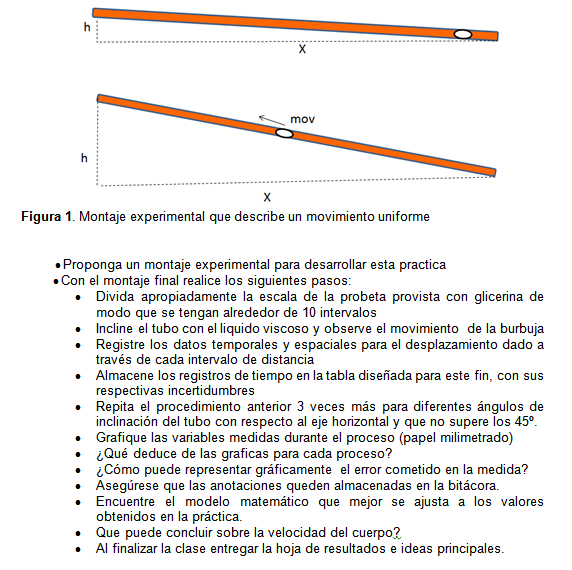 h
X
mov
h
X
Figura 1. Montaje experimental que describe un movimiento uniforme
• Proponga un montaje experimental para desarrollar esta practica
• Con el montaje final realice los siguientes pasos:
• Divida apropiadamente la escala de la probeta provista con glicerina de
modo que se tengan alrededor de 10 intervalos
• Incline el tubo con el liquido viscoso y observe el movimiento de la burbuja
• Registre los datos temporales y espaciales para el desplazamiento dado a
través de cada intervalo de distancia
• Almacene los registros de tiempo en la tabla diseñada para este fin, con sus
respectivas incertidumbres
• Repita el procedimiento anterior 3 veces más para diferentes ángulos de
inclinación del tubo con respecto al eje horizontal y que no supere los 45º.
• Grafique las variables medidas durante el proceso (papel milimetrado)
• ¿Qué deduce de las graficas para cada proceso?
• ¿Cómo puede representar gráficamente el error cometido en la medida?
• Asegúrese que las anotaciones queden almacenadas en la bitácora.
• Encuentre el modelo matemático que mejor se ajusta a los valores
obtenidos en la práctica.
• Que puede concluir sobre la velocidad del cuerpo?
• Al finalizar la clase entregar la hoja de resultados e ideas principales.